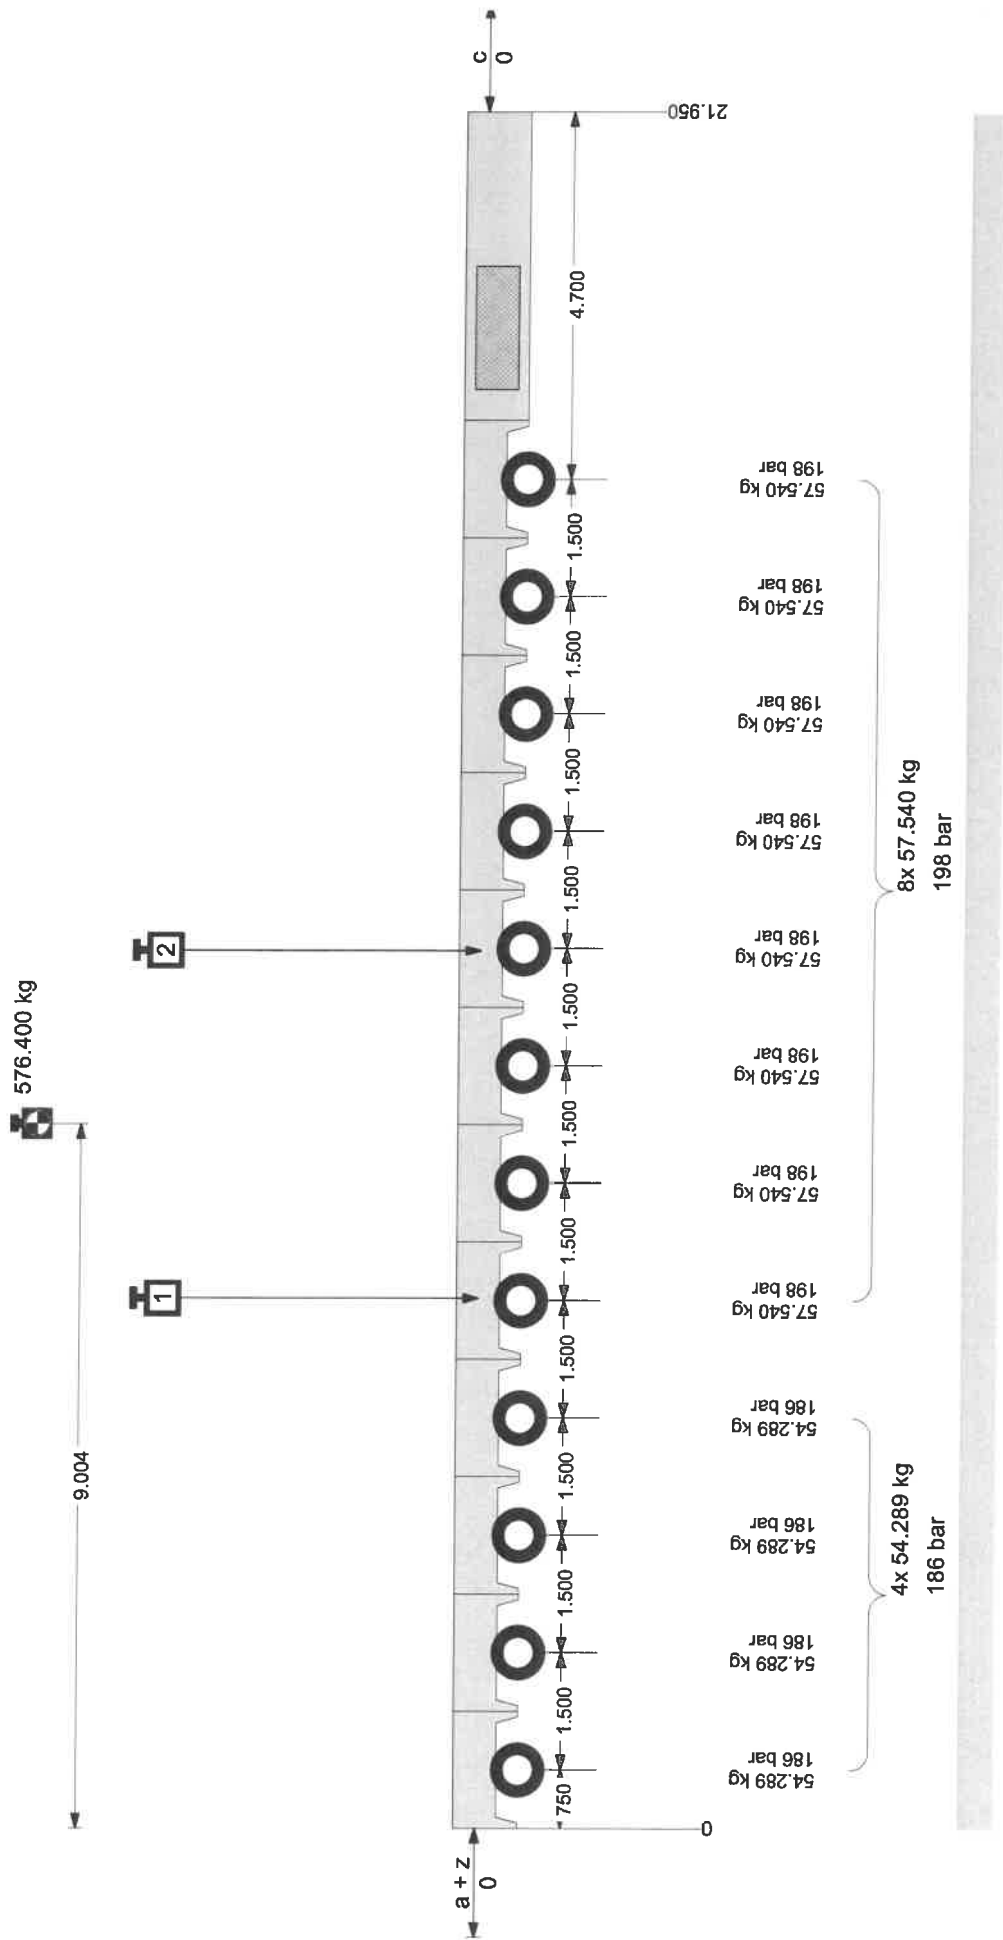 576.400 kg
9.004
1
2
a + z
0
c
0
750
1.500
1.500
1.500
1.500
1.500
1.500
1.500
1.500
1.500
1.500
1.500
4.700
0
21.950
54.289 kg
186 bar
54.289 kg
186 bar
54.289 kg
186 bar
54.289 kg
186 bar
57.540 kg
198 bar
57.540 kg
198 bar
57.540 kg
198 bar
57.540 kg
198 bar
57.540 kg
198 bar
57.540 kg
198 bar
57.540 kg
198 bar
57.540 kg
198 bar
4x 54.289 kg
186 bar
8x 57.540 kg
198 bar